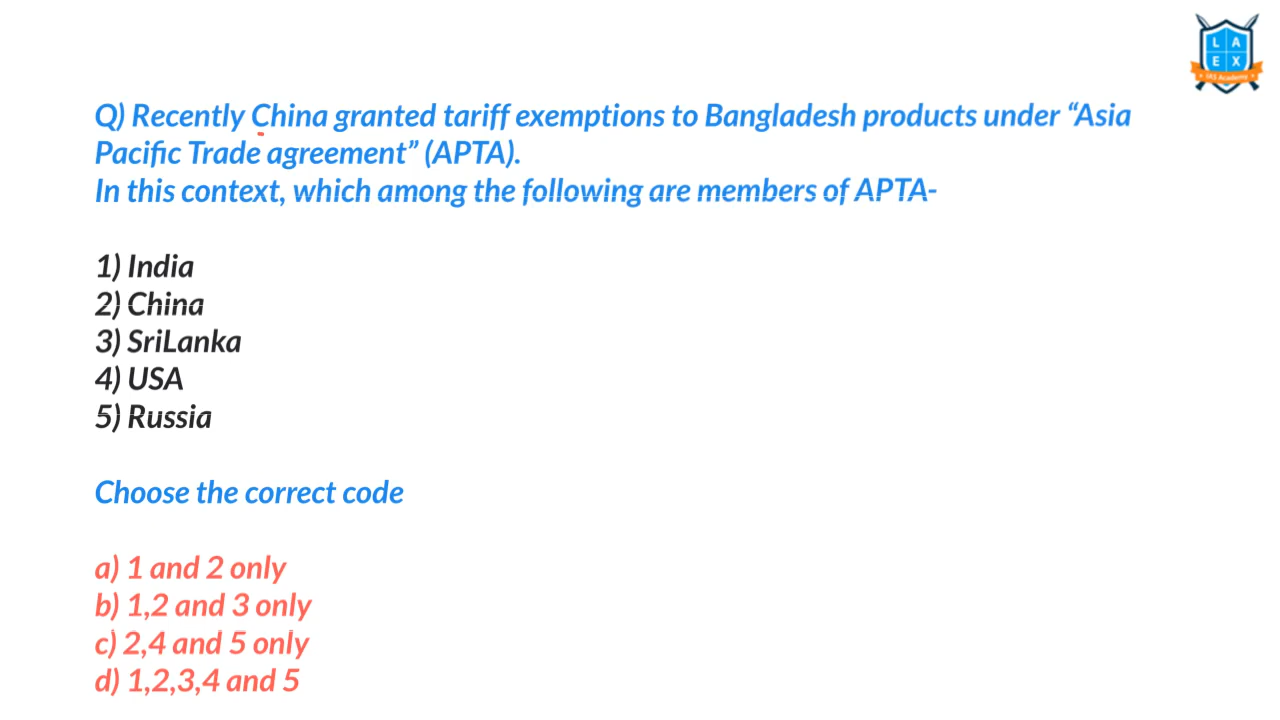 L A
E X
IAS Academy
Q) Recently China granted tariff exemptions to Bangladesh products under “Asia
Pacific Trade agreement” (APTA).
In this context, which among the following are members of APTA-
1) India
2) China
3) SriLanka
4) USA
5) Russia
Choose the correct code
a) 1 and 2 only
b) 1,2 and 3 only
c) 2,4 and 5 only
d) 1,2,3,4 and 5